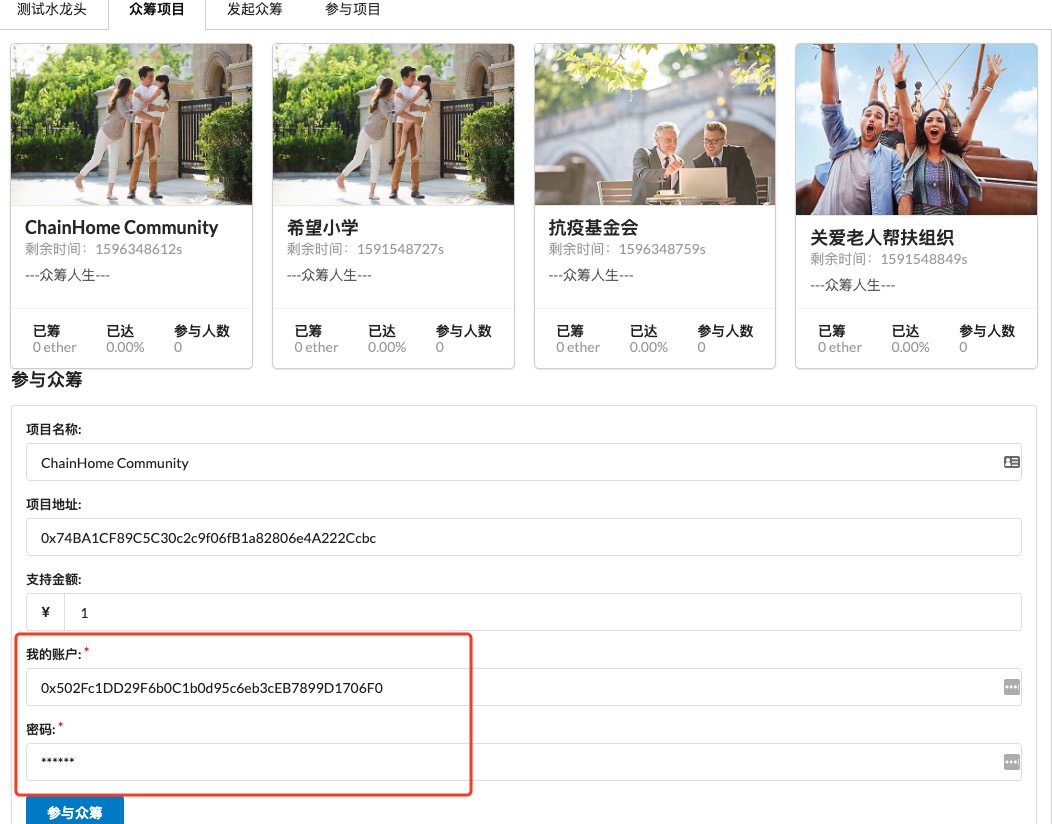 测试水龙头 众筹项目 发起众筹 参与项目
ChainHome Community
剩余时间：1596348612s
---众筹人生---
已筹 已达 参与人数
0 ether 0.00% 0
希望小学
剩余时间：1591548727s
---众筹人生---
已筹 已达 参与人数
0 ether 0.00% 0
抗疫基金会
剩余时间：1596348759s
---众筹人生---
已筹 已达 参与人数
0 ether 0.00% 0
关爱老人帮扶组织
剩余时间：1591548849s
---众筹人生---
已筹 已达 参与人数
0 ether 0.00% 0
参与众筹
项目名称:
ChainHome Community
项目地址:
0x74BA1CF89C5C30c2c9f06fB1a82806e4A222Ccbc
支持金额:
¥ 1
我的账户:*
0x502Fc1DD29F6b0C1b0d95c6eb3cEB7899D1706F0
密码:*
******
参与众筹